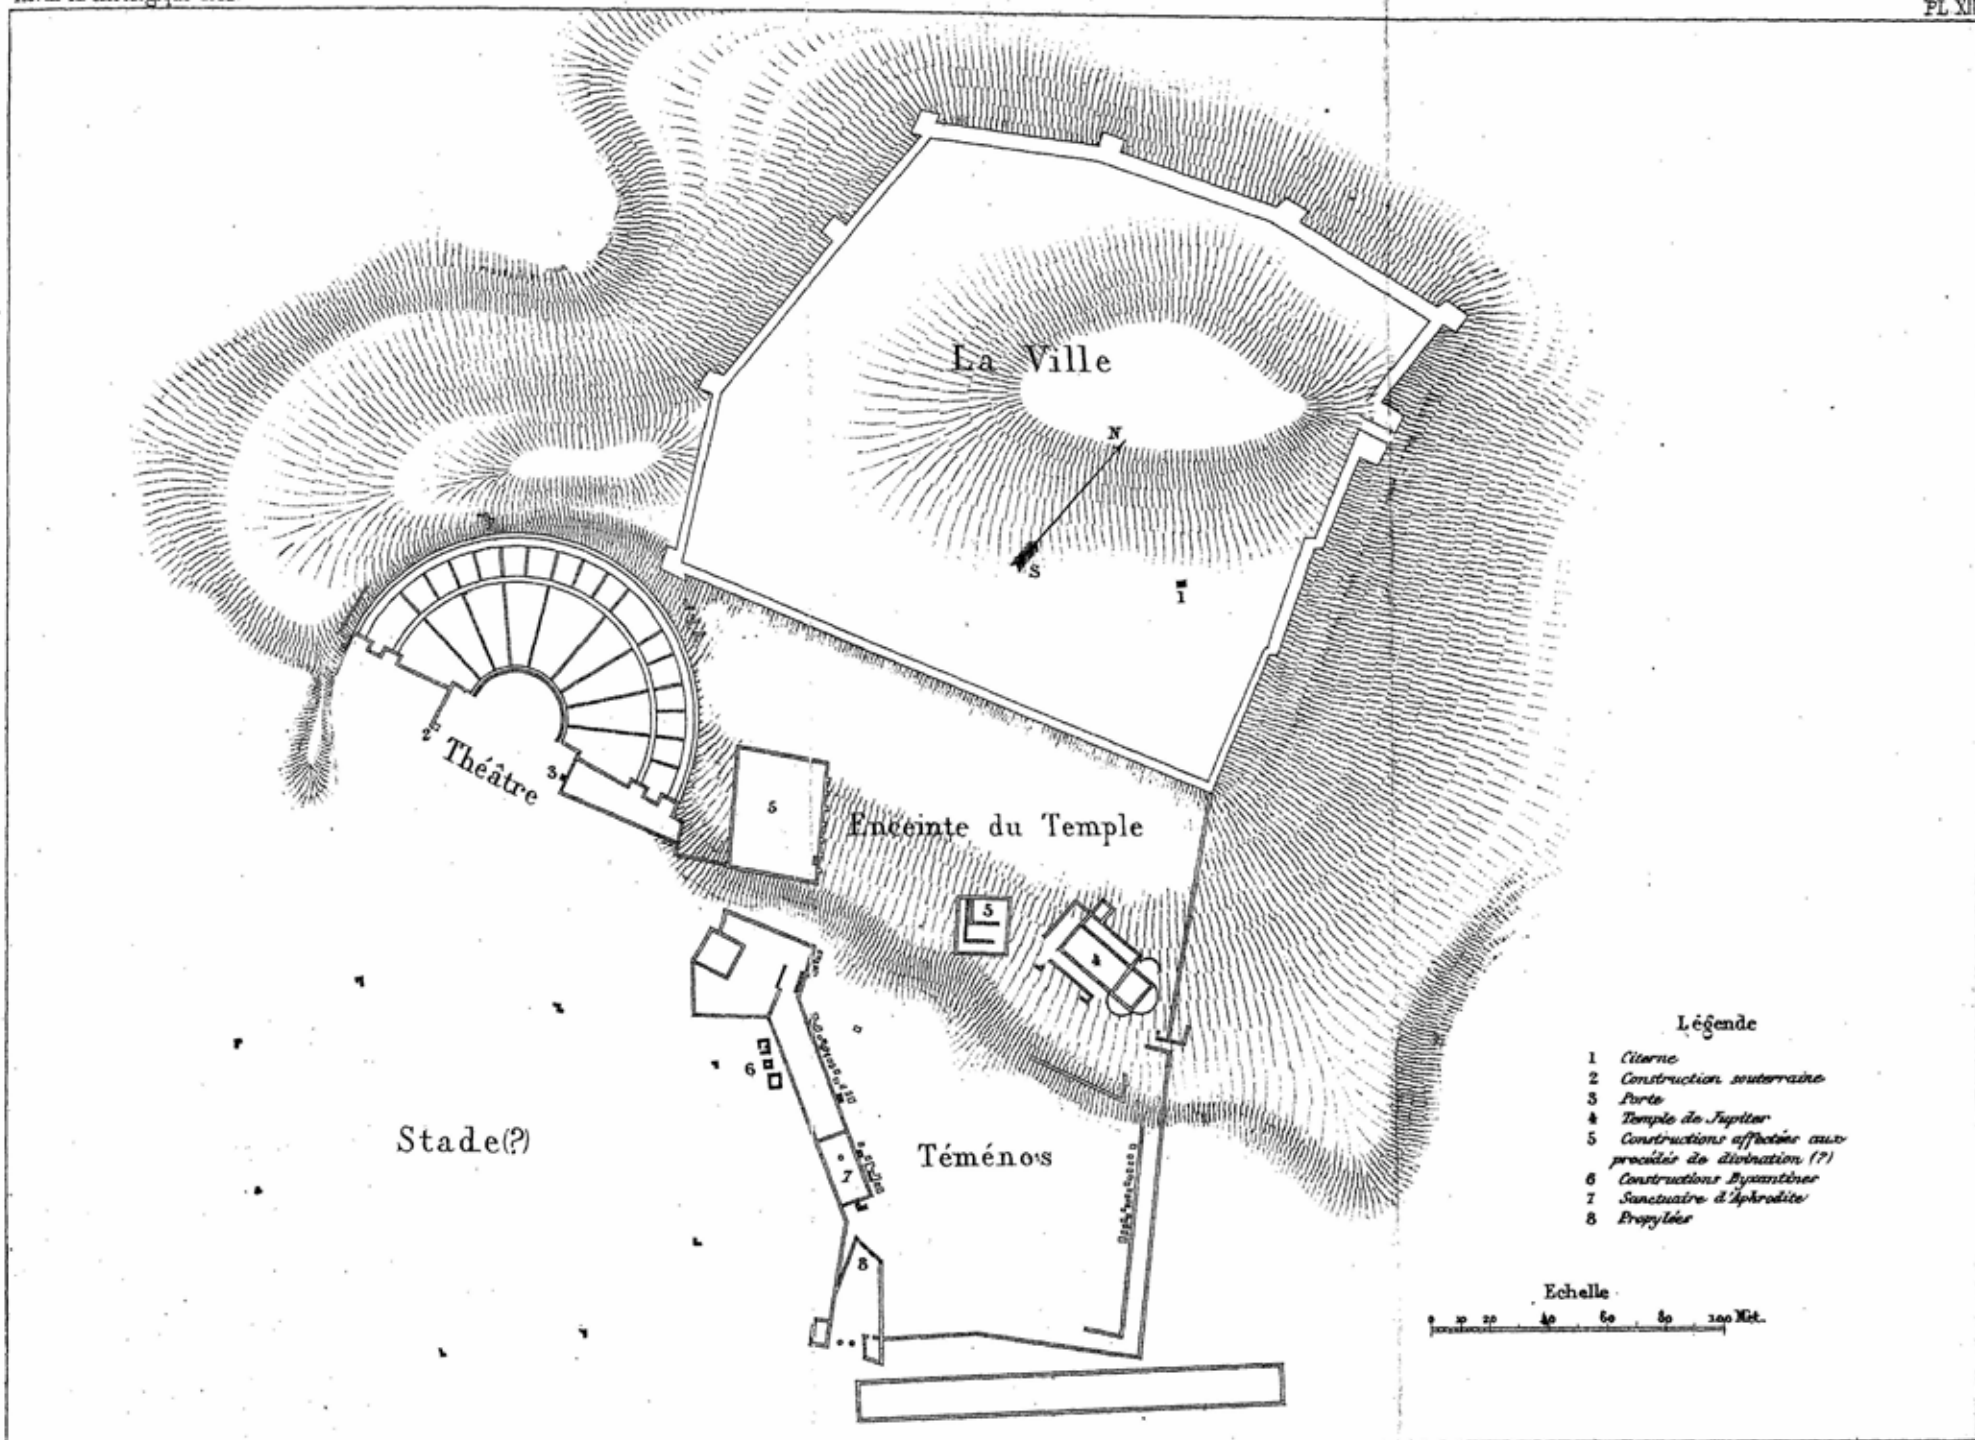 PL. XII
La Ville
N
S
1
2
Théâtre
3
5
Enceinte du Temple
5
4
6
Stade(?)
7
Téménos
8
Légende
1 Citerne
2 Construction souterraine
3 Porte
4 Temple de Jupiter
5 Constructions affectées aux
procédés de divination (?)
6 Constructions Byzantines
7 Sanctuaire d'Aphrodite
8 Propylées
Echelle
0 10 20 40 60 80 100 Mèt.